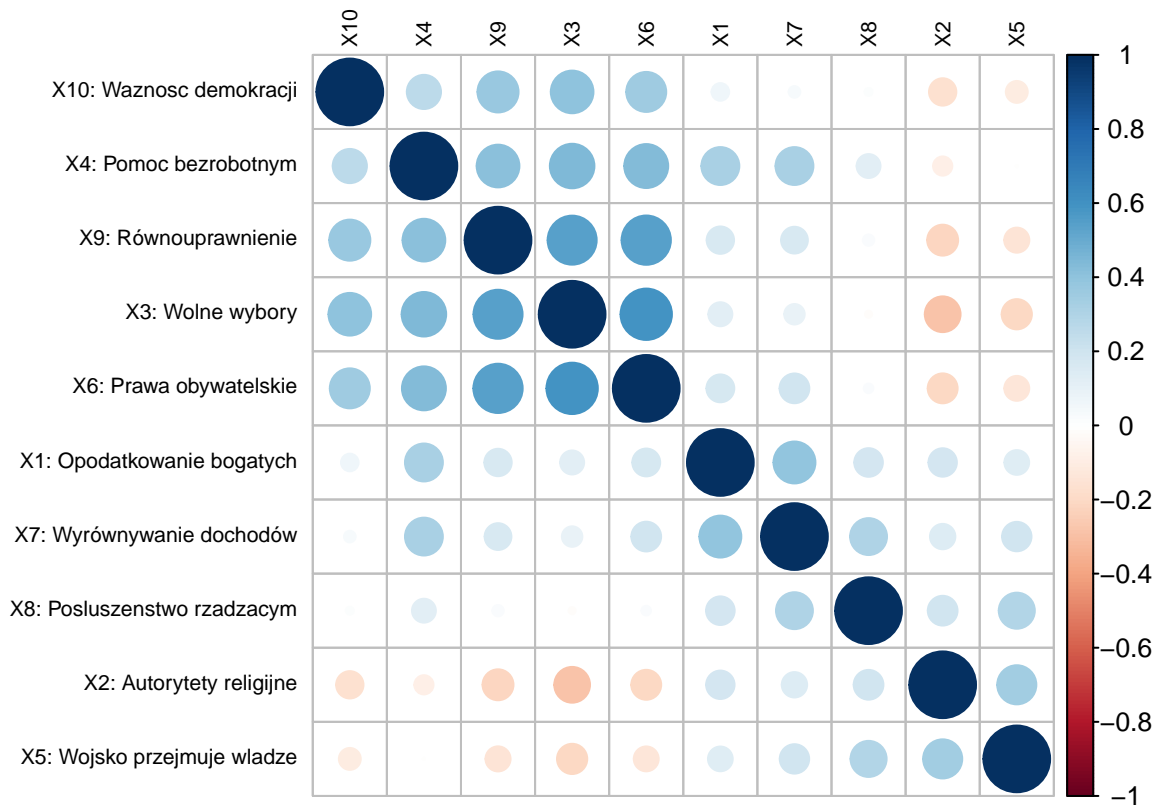 X10 X4 X9 X3 X6 X1 X7 X8 X2 X5
X10: Waznosc demokracji
X4: Pomoc bezrobotnym
X9: Równouprawnienie
X3: Wolne wybory
X6: Prawa obywatelskie
X1: Opodatkowanie bogatych
X7: Wyrównywanie dochodów
X8: Posluszenstwo rzadzacym
X2: Autorytety religijne
X5: Wojsko przejmuje wladze
1
0.8
0.6
0.4
0.2
0
−0.2
−0.4
−0.6
−0.8
−1